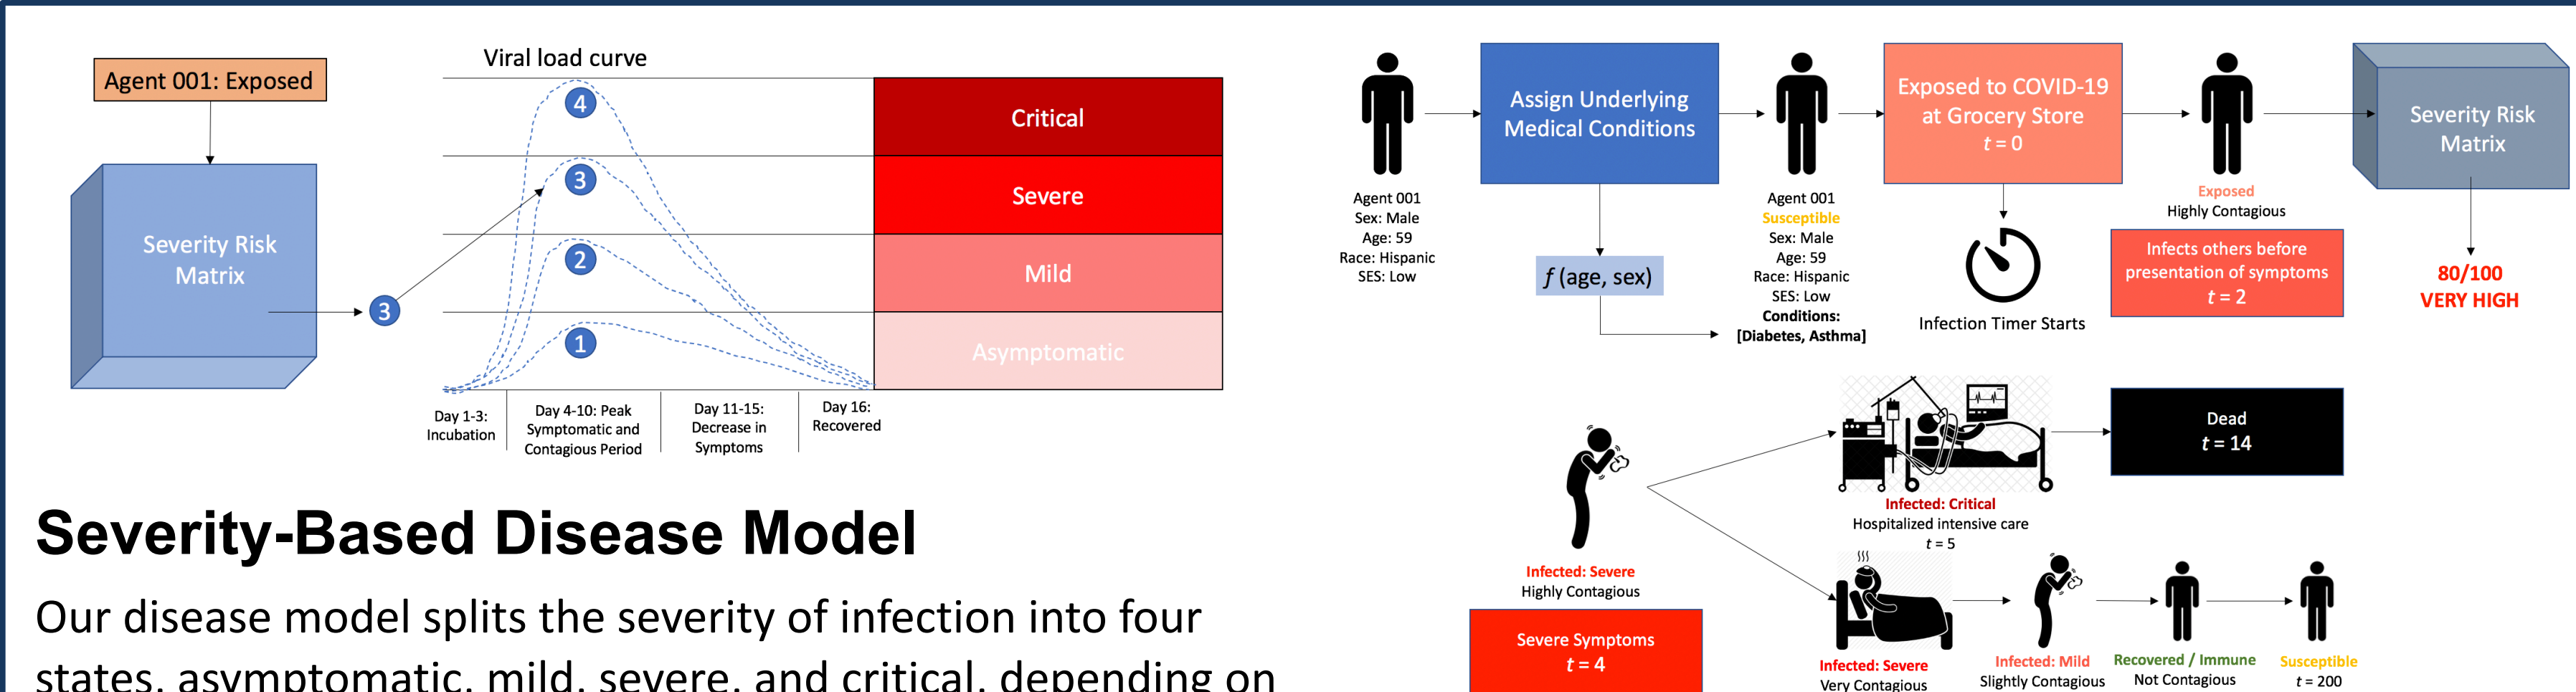 Agent 001: Exposed
Severity Risk
Matrix
3
Viral load curve
4
3
2
1
Critical
Severe
Mild
Asymptomatic
Day 1-3:
Incubation
Day 4-10: Peak
Symptomatic and
Contagious Period
Day 11-15:
Decrease in
Symptoms
Day 16:
Recovered
Severity-Based Disease Model
Our disease model splits the severity of infection into four
states, asymptomatic, mild, severe, and critical, depending on
Agent 001
Sex: Male
Age: 59
Race: Hispanic
SES: Low
Assign Underlying
Medical Conditions
f (age, sex)
Agent 001
Susceptible
Sex: Male
Age: 59
Race: Hispanic
SES: Low
Conditions:
[Diabetes, Asthma]
Exposed to COVID-19
at Grocery Store
t = 0
Infection Timer Starts
Exposed
Highly Contagious
Infects others before
presentation of symptoms
t = 2
Severity Risk
Matrix
80/100
VERY HIGH
Infected: Severe
Highly Contagious
Severe Symptoms
t = 4
Infected: Critical
Hospitalized intensive care
t = 5
Dead
t = 14
Infected: Severe
Very Contagious
Infected: Mild
Slightly Contagious
Recovered / Immune
Not Contagious
Susceptible
t = 200